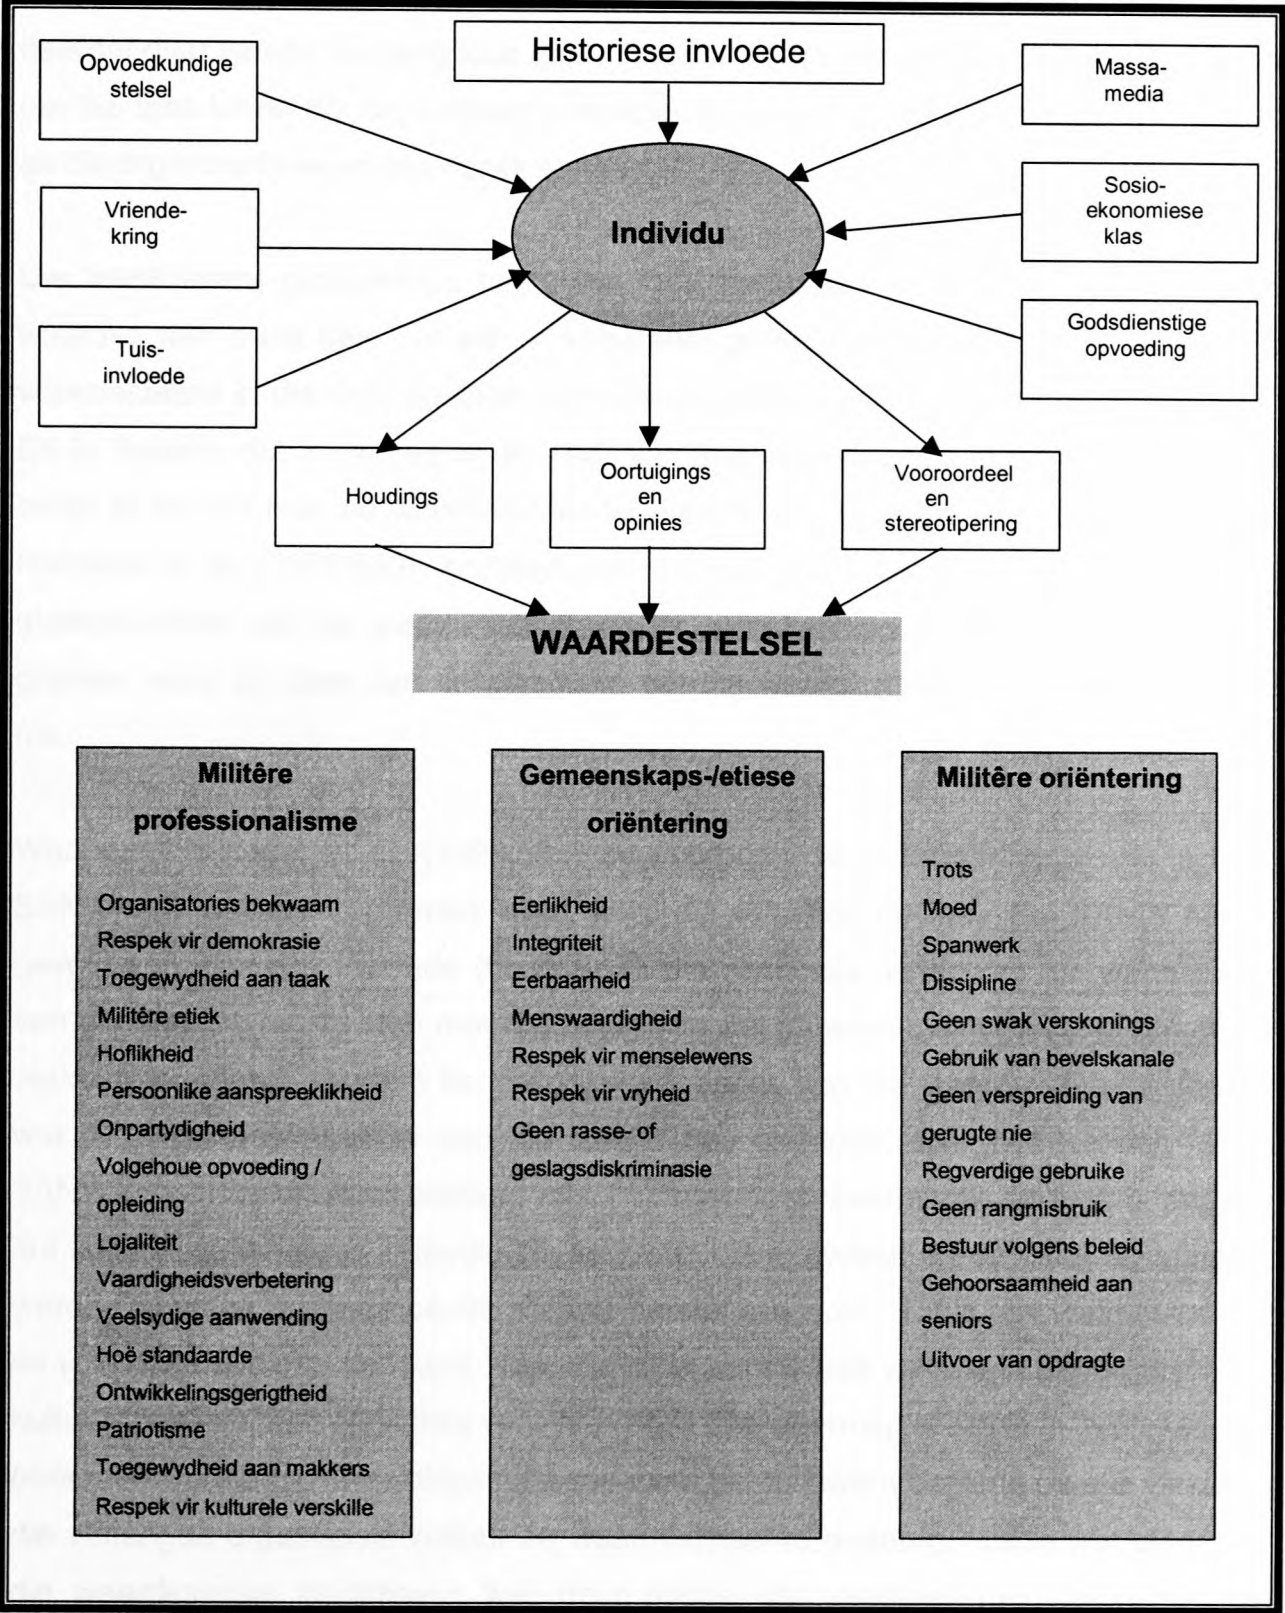 Historiese invloede
Opvoedkundige
stelsel
Massa-
media
Vriende-
kring
Individu
Sosio-
ekonomiese
klas
Tuis-
invloede
Godsdienstige
opvoeding
Houdings
Oortuigings
en
opinies
Vooroordeel
en
stereotipering
WAARDESTELSEL
Militêre
professionalisme
Organisatories bekwaam
Respek vir demokrasie
Toegewydheid aan taak
Militêre etiek
Hoflikheid
Persoonlike aanspreeklikheid
Onpartydigheid
Volgehoue opvoeding /
opleiding
Lojaliteit
Vaardigheidsverbetering
Veelsydige aanwending
Hoë standaarde
Ontwikkelingsgerigtheid
Patriotisme
Toegewydheid aan makkers
Respek vir kulturele verskille
Gemeenskaps-/etiese
oriëntering
Eerlikheid
Integriteit
Eerbaarheid
Menswaardigheid
Respek vir menselewens
Respek vir vryheid
Geen rasse- of
geslagsdiskriminasie
Militêre oriëntering
Trots
Moed
Spanwerk
Dissipline
Geen swak verskonings
Gebruik van bevelskanale
Geen verspreiding van
gerugte nie
Regverdige gebruike
Geen rangmisbruik
Bestuur volgens beleid
Gehoorsaamheid aan
seniors
Uitvoer van opdragte